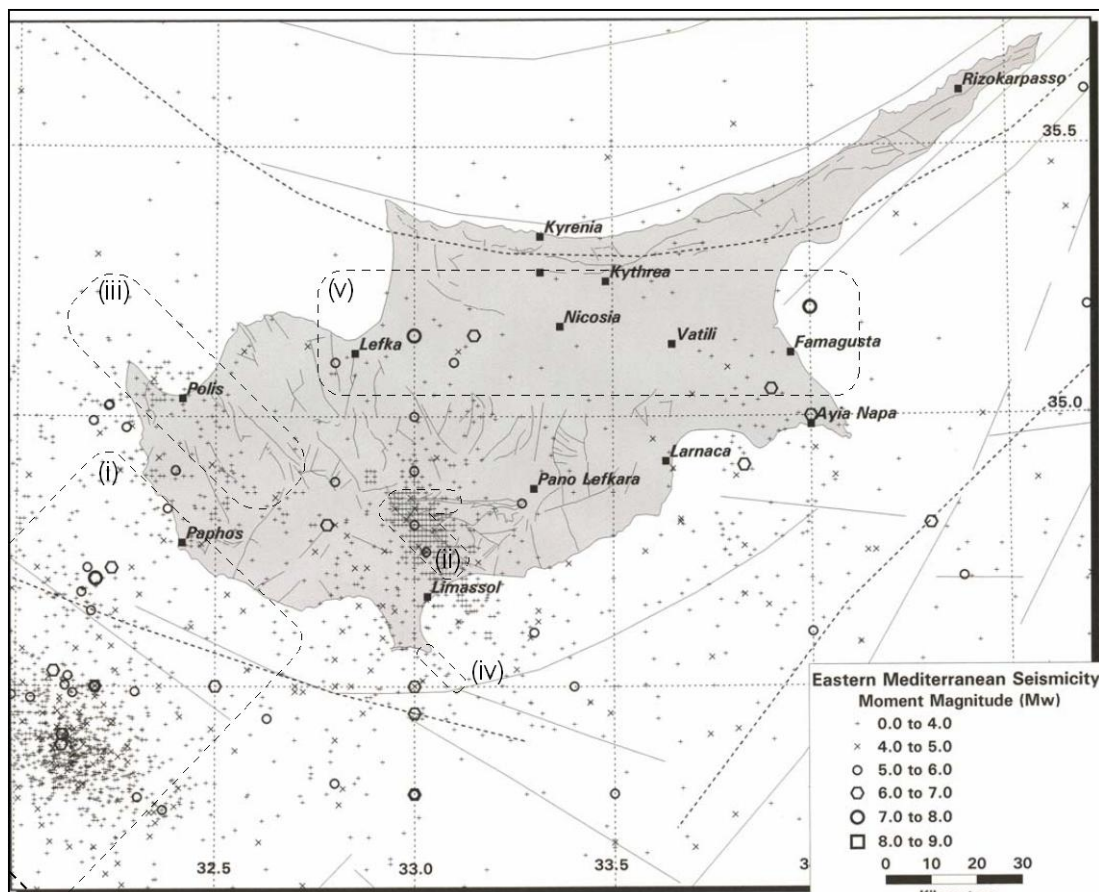 Rizokarpasso
35.5
Kyrenia
(iii)
(v)
Kythrea
Nicosia
Lefka
Vatili
Famagusta
Polis
35.0
Ayia Napa
(i)
Larnaca
Pano Lefkara
Paphos
(ii)
Limassol
(iv)
Eastern Mediterranean Seismicity
Moment Magnitude (Mw)
0.0 to 4.0
4.0 to 5.0
5.0 to 6.0
6.0 to 7.0
7.0 to 8.0
8.0 to 9.0
32.5 33.0 33.5
0 10 20 30